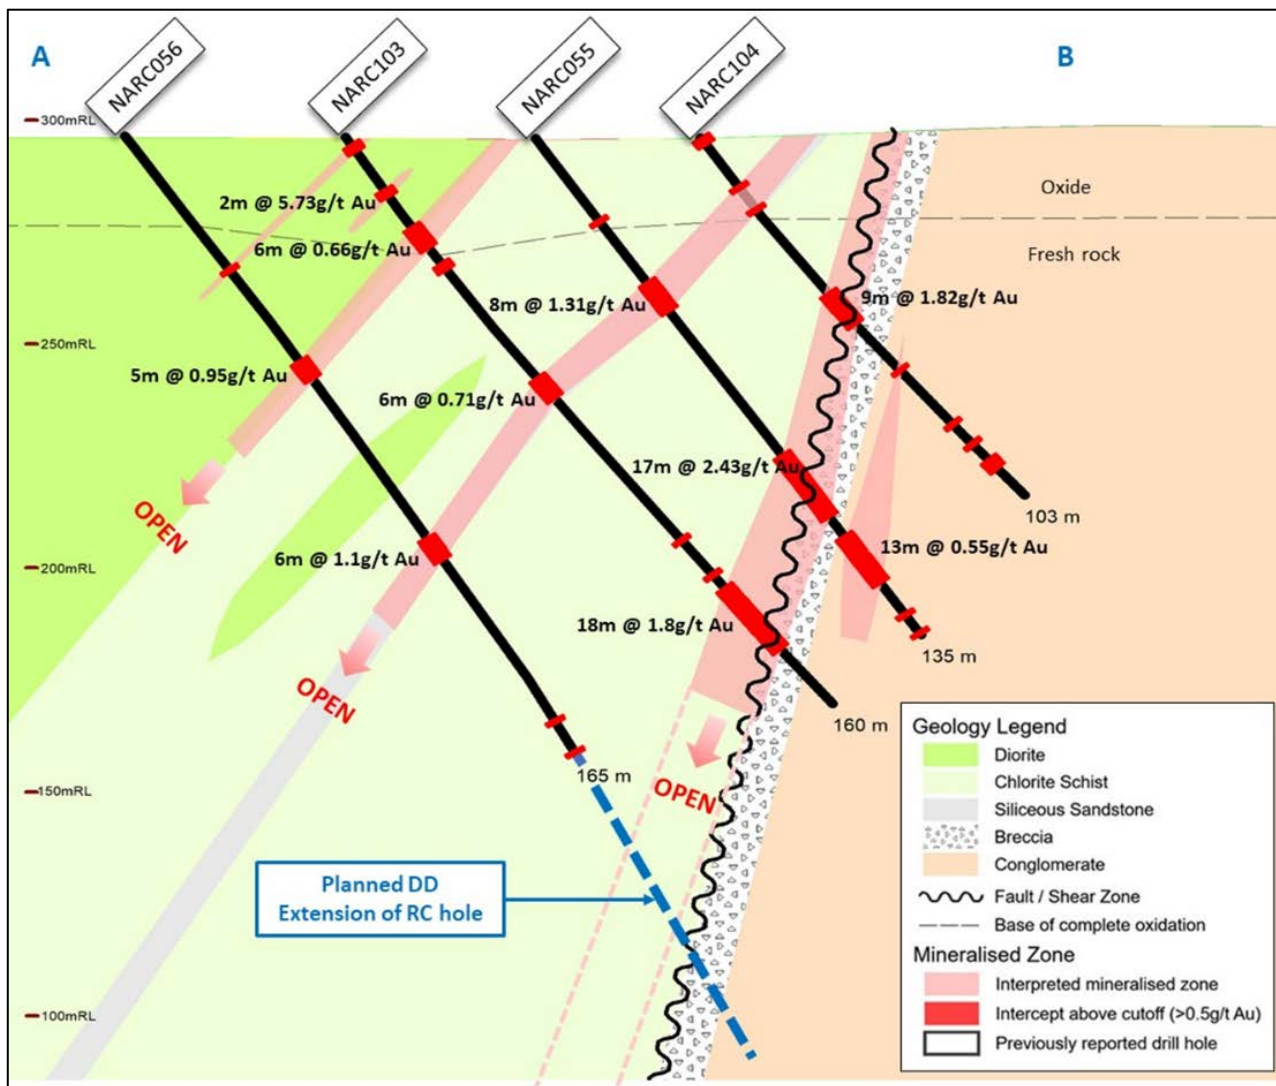 A
B
NARC056
NARC103
NARC055
NARC104
300mRL
Oxide
2m @ 5.73g/t Au
6m @ 0.66g/t Au
Fresh rock
8m @ 1.31g/t Au
9m @ 1.82g/t Au
250mRL
5m @ 0.95g/t Au
6m @ 0.71g/t Au
17m @ 2.43g/t Au
OPEN
103 m
6m @ 1.1g/t Au
13m @ 0.55g/t Au
200mRL
18m @ 1.8g/t Au
135 m
OPEN
160 m
165 m
OPEN
150mRL
Planned DD
Extension of RC hole
100mRL
Geology Legend
Diorite
Chlorite Schist
Siliceous Sandstone
Breccia
Conglomerate
Fault / Shear Zone
Base of complete oxidation
Mineralised Zone
Interpreted mineralised zone
Intercept above cutoff (>0.5g/t Au)
Previously reported drill hole